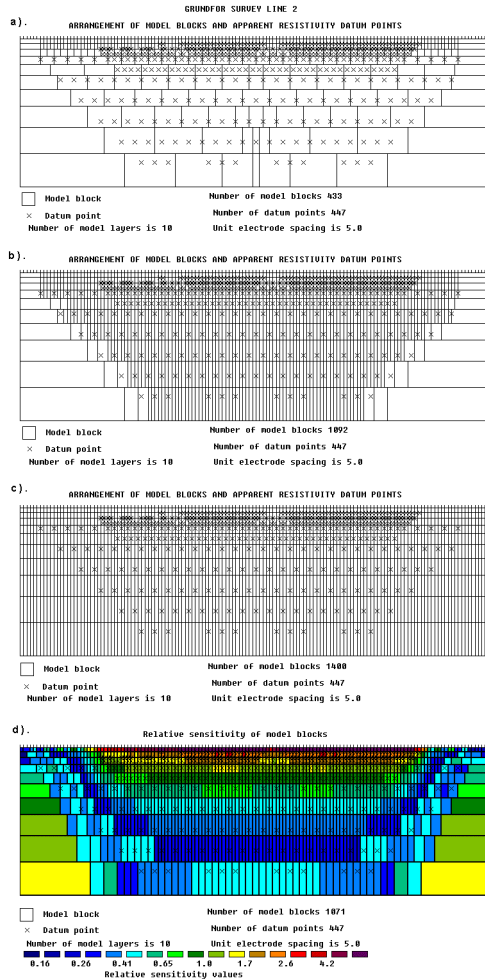 GRUNDFOR SURVEY LINE 2
a).
ARRANGEMENT OF MODEL BLOCKS AND APPARENT RESISTIVITY DATUM POINTS
Model block
Number of model blocks 433
Datum point
Number of datum points 447
Number of model layers is 10
Unit electrode spacing is 5.0
b).
ARRANGEMENT OF MODEL BLOCKS AND APPARENT RESISTIVITY DATUM POINTS
Model block
Number of model blocks 1092
Datum point
Number of datum points 447
Number of model layers is 10
Unit electrode spacing is 5.0
c).
ARRANGEMENT OF MODEL BLOCKS AND APPARENT RESISTIVITY DATUM POINTS
Model block
Number of model blocks 1400
Datum point
Number of datum points 447
Number of model layers is 10
Unit electrode spacing is 5.0
d).
Relative sensitivity of model blocks
Model block
Number of model blocks 1071
Datum point
Number of datum points 447
Number of model layers is 10
Unit electrode spacing is 5.0
0.16 0.26 0.41 0.65 1.0 1.7 2.6 4.2
Relative sensitivity values